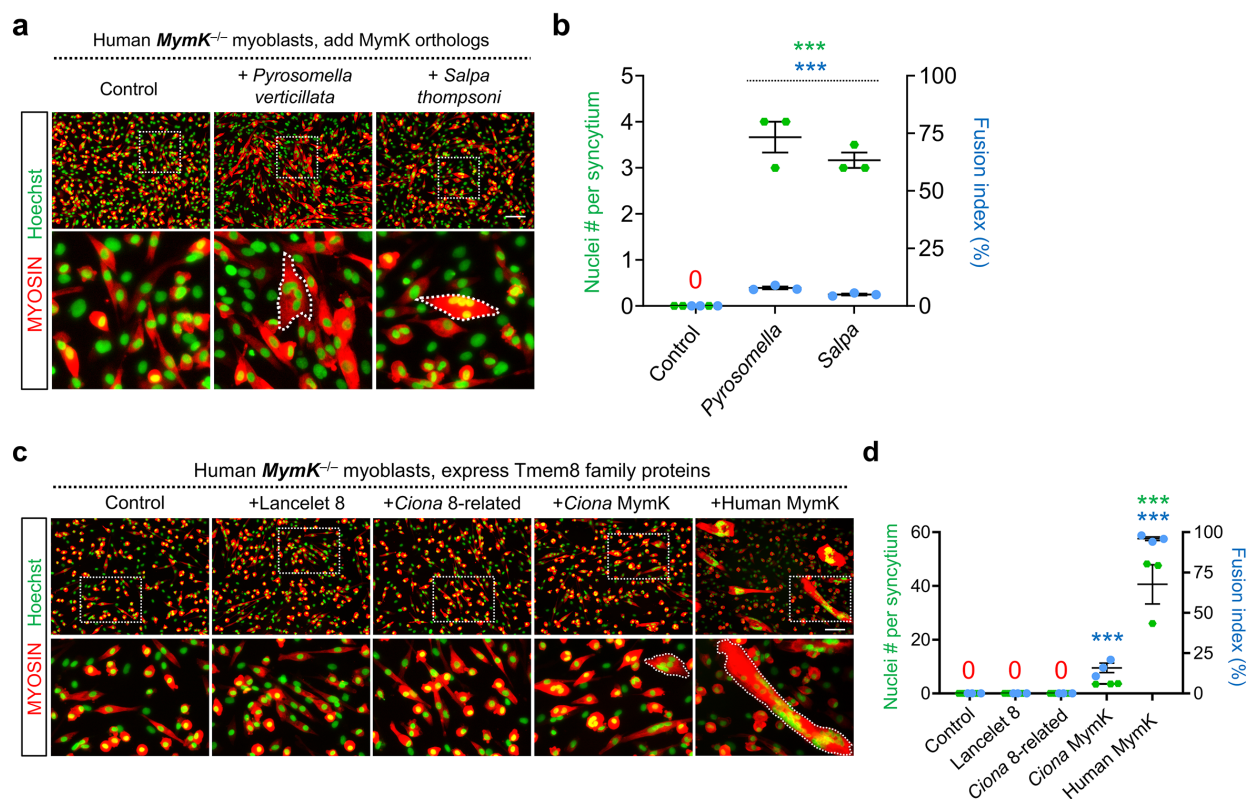 a
Human MymK–/– myoblasts, add MymK orthologs
Control
+ Pyrosomella
verticillata
+ Salpa
thompsoni
MYOSIN Hoechst
b
***
***
Nuclei # per syncytium
5
4
3
2
1
0
0
100
75
50
25
0
Fusion index (%)
Control
Pyrosomella
Salpa
c
Human MymK–/– myoblasts, express Tmem8 family proteins
Control
+Lancelet 8
+Ciona 8-related
+Ciona MymK
+Human MymK
MYOSIN Hoechst
d
***
***
***
Nuclei # per syncytium
60
40
20
0
0
0
0
100
75
50
25
0
Fusion index (%)
Control
Lancelet 8
Ciona 8-related
Ciona MymK
Human MymK